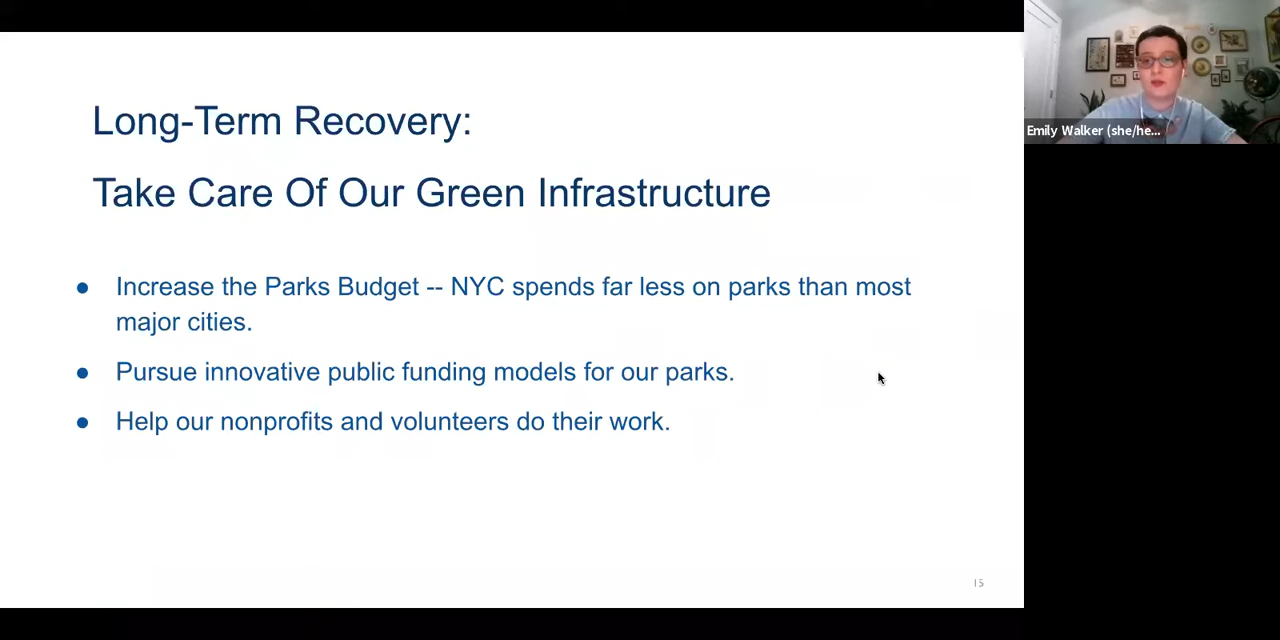 Long-Term Recovery:
Take Care Of Our Green Infrastructure
● Increase the Parks Budget -- NYC spends far less on parks than most
major cities.
● Pursue innovative public funding models for our parks.
● Help our nonprofits and volunteers do their work.
15
Emily Walker (she/he...